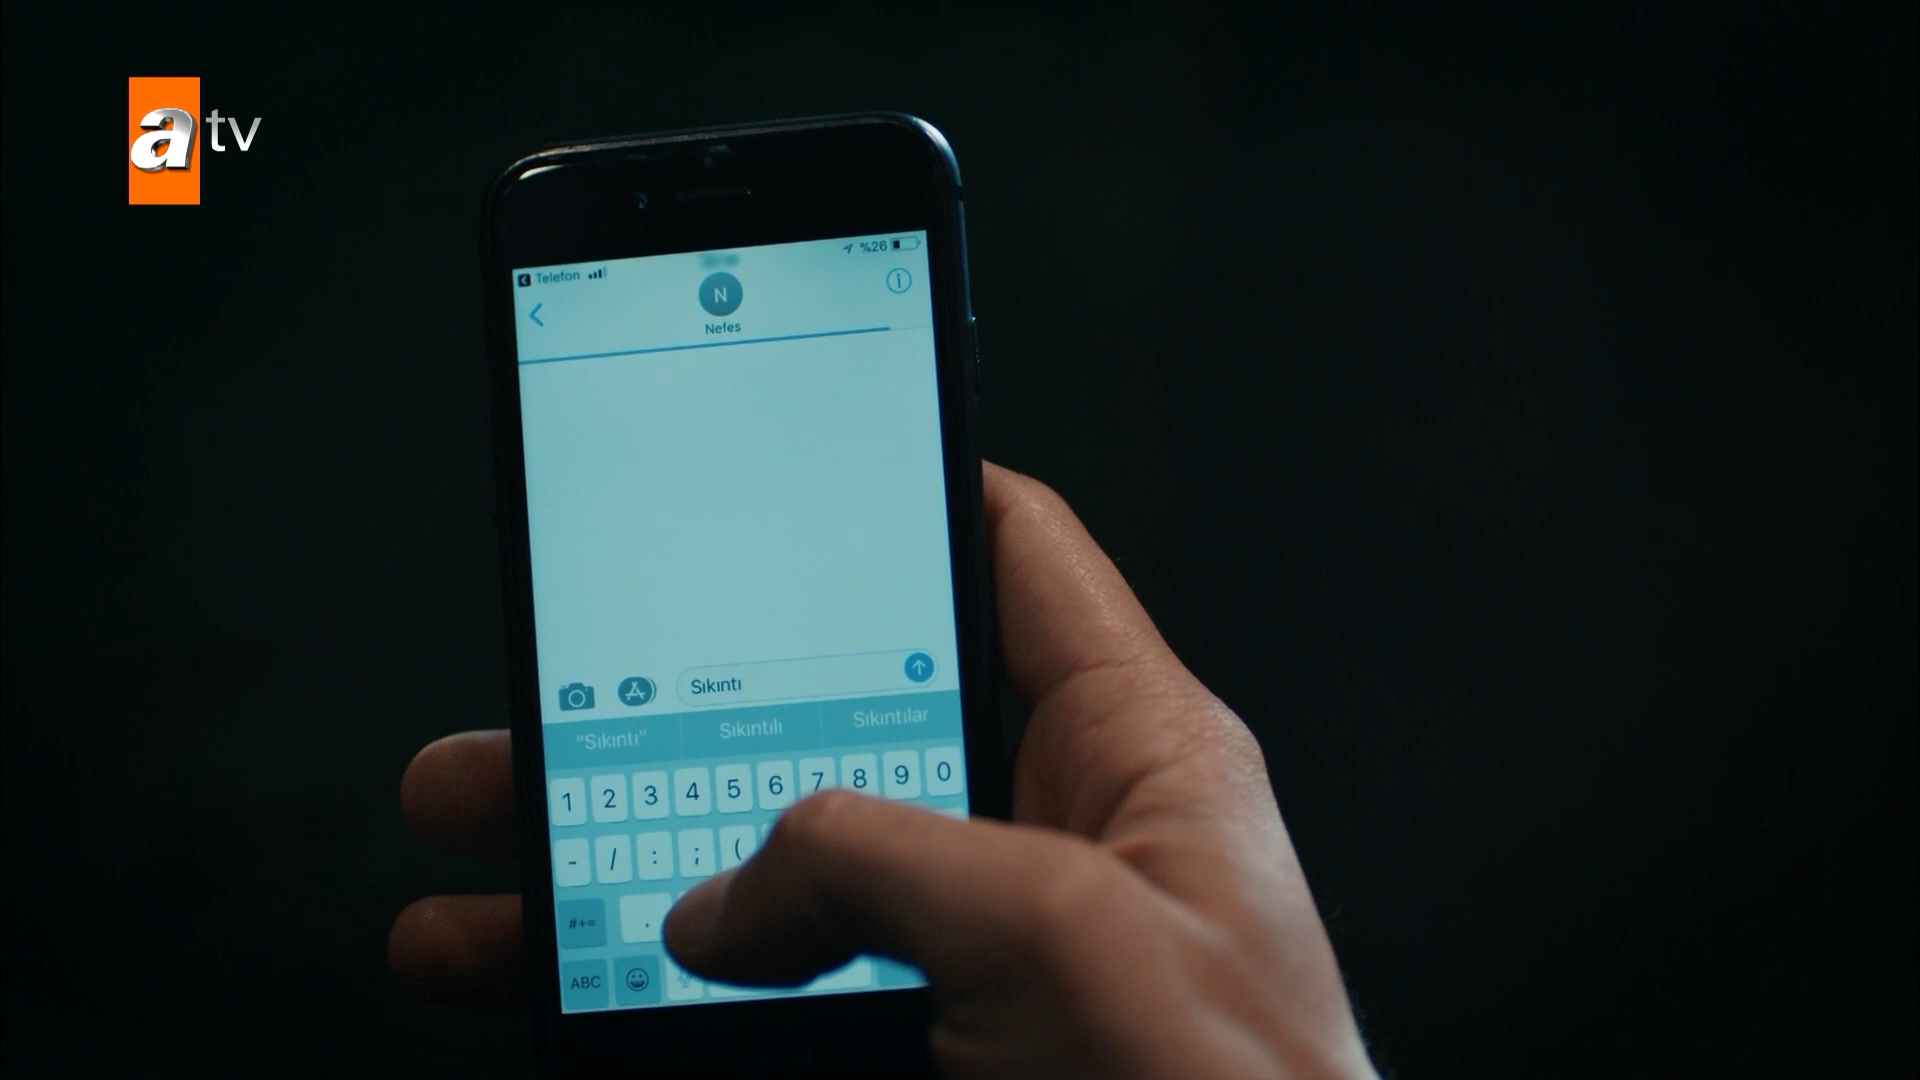 atv
Telefon
%26
N
Nefes
Sıkıntı
"Sıkıntı" Sıkıntılı Sıkıntılar
1 2 3 4 5 6 7 8 9 0
- / : ; (
#+= .
ABC